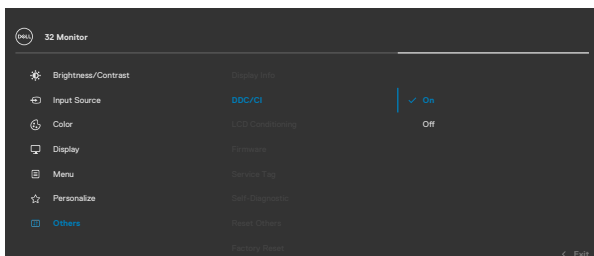 DELL
32 Monitor
Brightness/Contrast
Input Source
Color
Display
Menu
Personalize
Others
Display Info
DDC/CI
LCD Conditioning
Firmware
Service Tag
Self-Diagnostic
Reset Others
Factory Reset
On
Off
Exit